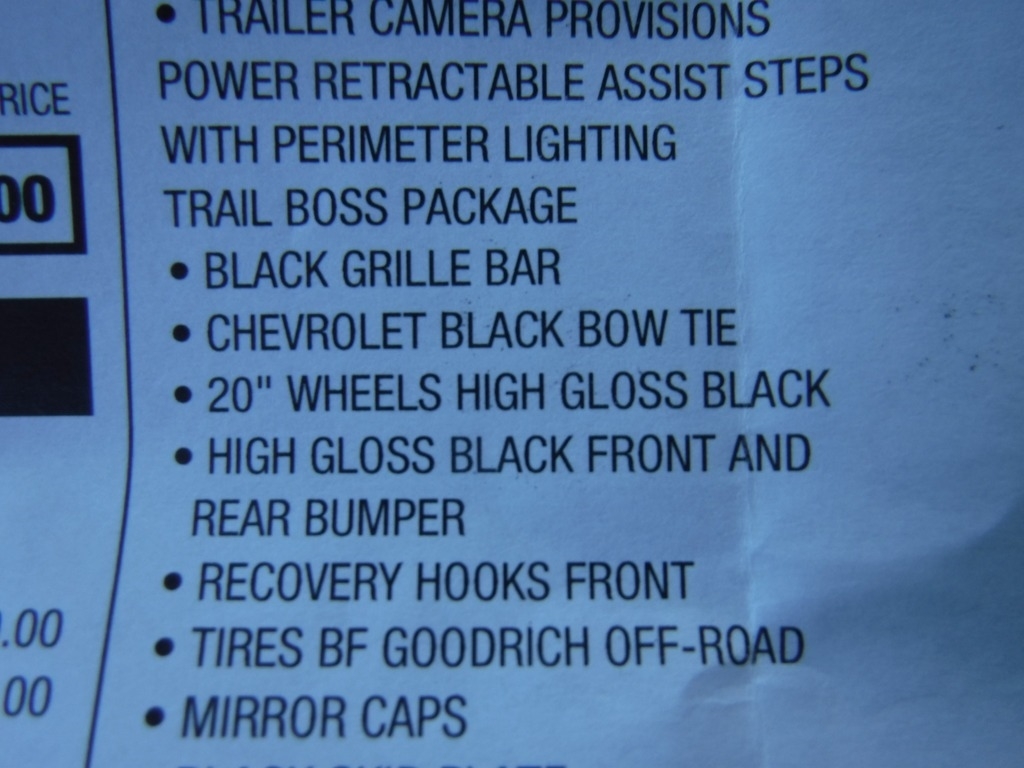 • TRAILER CAMERA PROVISIONS
POWER RETRACTABLE ASSIST STEPS
WITH PERIMETER LIGHTING
TRAIL BOSS PACKAGE
• BLACK GRILLE BAR
• CHEVROLET BLACK BOW TIE
• 20" WHEELS HIGH GLOSS BLACK
• HIGH GLOSS BLACK FRONT AND
REAR BUMPER
• RECOVERY HOOKS FRONT
• TIRES BF GOODRICH OFF-ROAD
• MIRROR CAPS
RICE
00
.00
.00